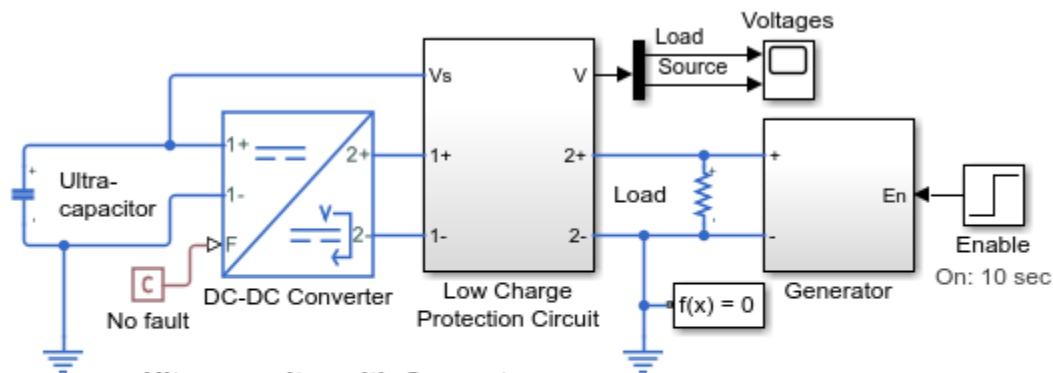 Voltages
Load
Source
Vs
V
1+
1-
2+
2-
F
V
+
-
Ultra-
capacitor
C
No fault
DC-DC Converter
1+
1-
2+
2-
Low Charge
Protection Circuit
+
-
Load
f(x) = 0
+
-
En
Generator
Enable
On: 10 sec